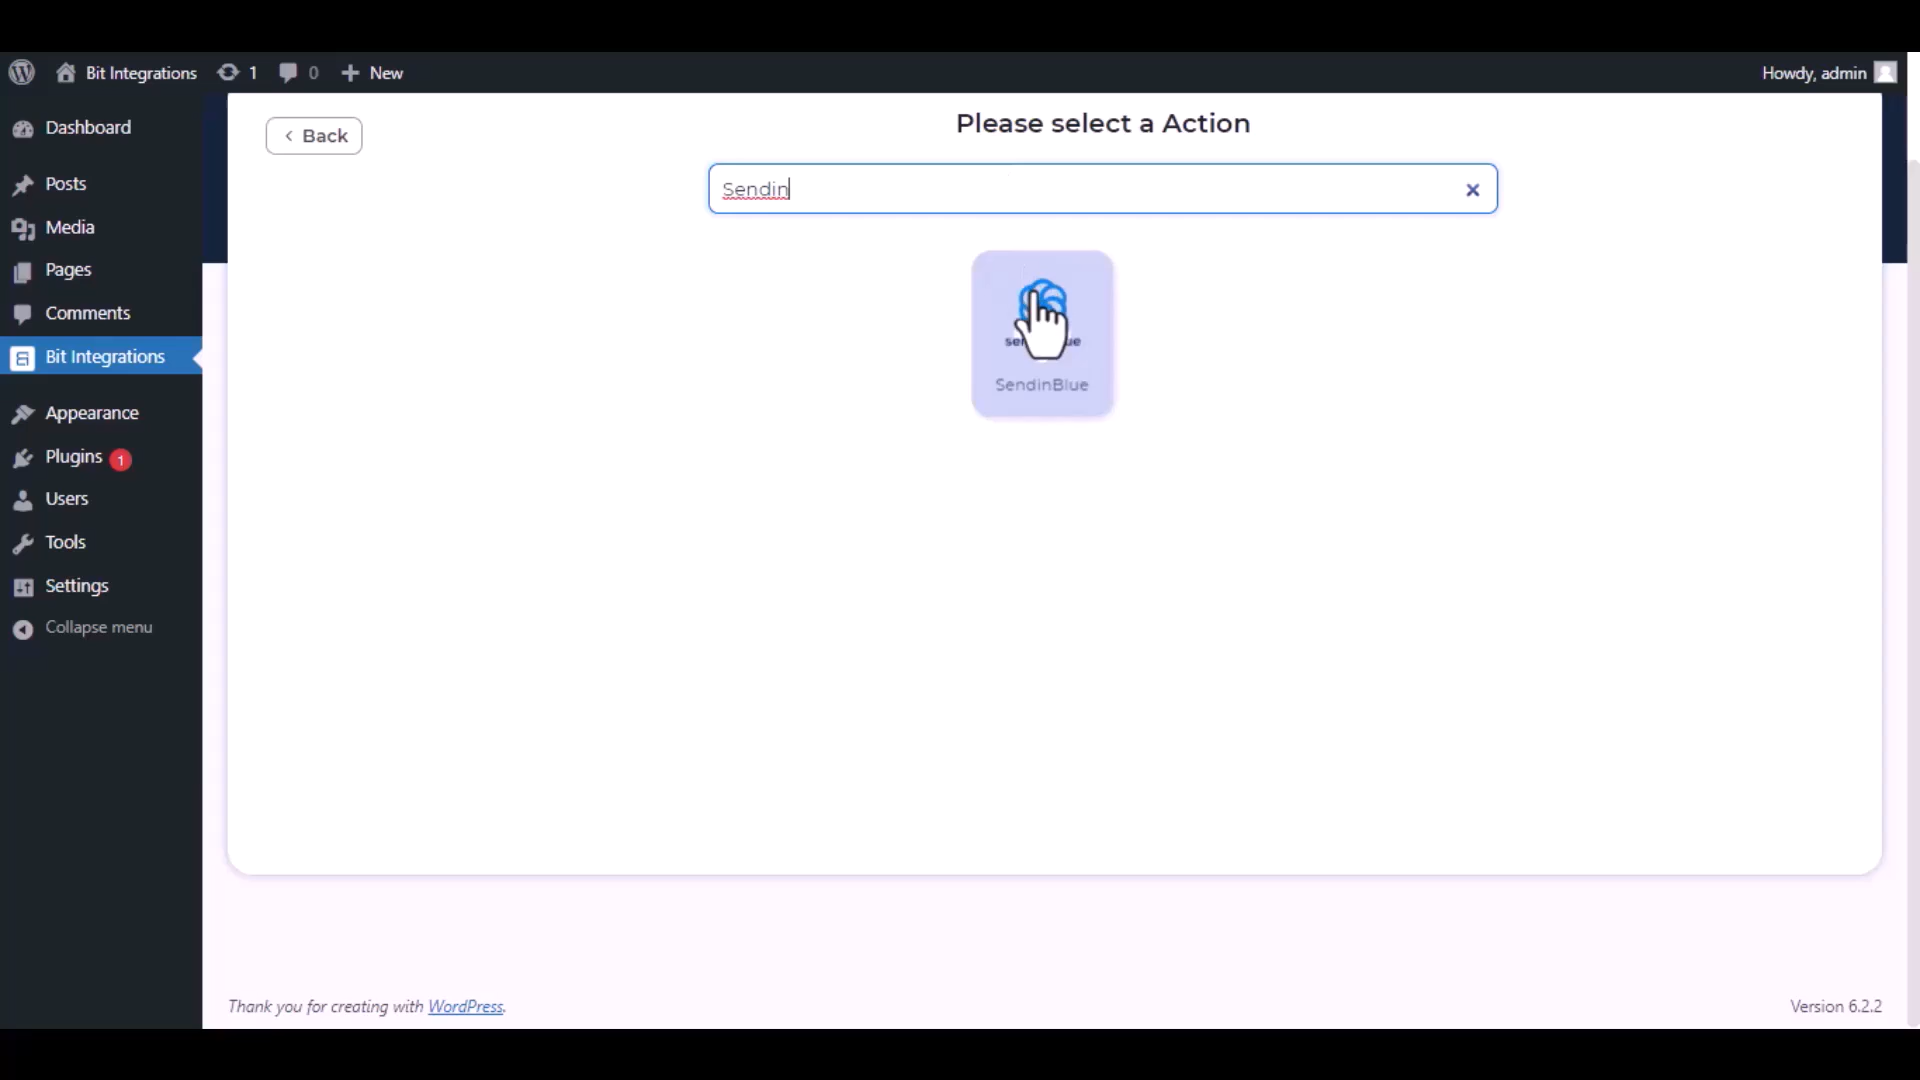 Bit Integrations 1 0 New Howdy, admin
Dashboard
Posts
Media
Pages
Comments
Bit Integrations
Appearance
Plugins 1
Users
Tools
Settings
Collapse menu
Back
Please select a Action
Sendin
SendinBlue
Thank you for creating with WordPress.
Version 6.2.2